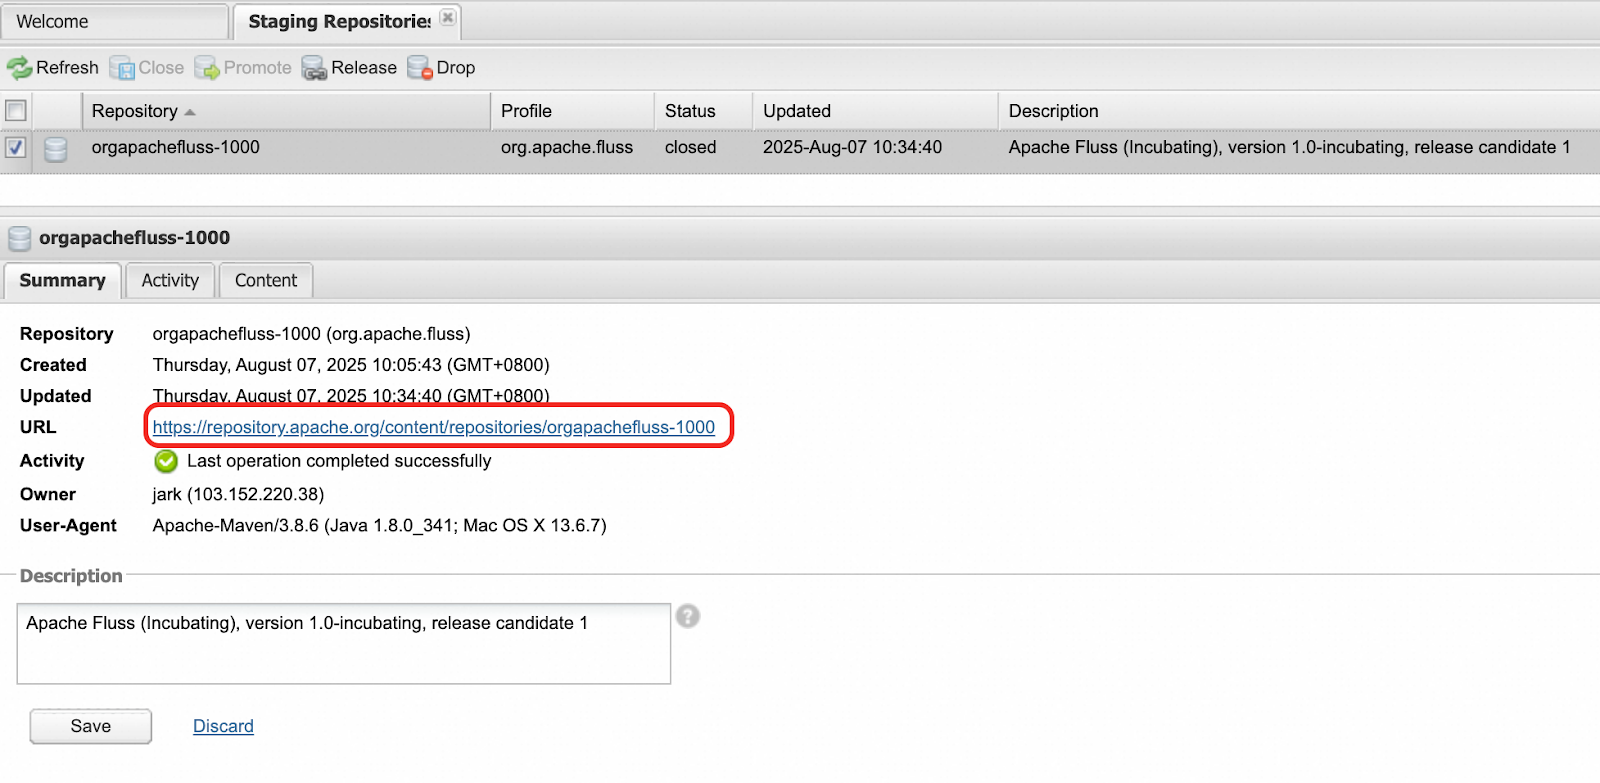 Welcome Staging Repositories
Refresh Close Promote Release Drop
Repository Profile Status Updated Description
orgapachefluss-1000 org.apache.fluss closed 2025-Aug-07 10:34:40 Apache Fluss (Incubating), version 1.0-incubating, release candidate 1
orgapachefluss-1000
Summary Activity Content
Repository orgapachefluss-1000 (org.apache.fluss)
Created Thursday, August 07, 2025 10:05:43 (GMT+0800)
Updated Thursday, August 07, 2025 10:34:40 (GMT+0800)
URL https://repository.apache.org/content/repositories/orgapachefluss-1000
Activity Last operation completed successfully
Owner jark (103.152.220.38)
User-Agent Apache-Maven/3.8.6 (Java 1.8.0_341; Mac OS X 13.6.7)
Description
Apache Fluss (Incubating), version 1.0-incubating, release candidate 1
?
Save Discard